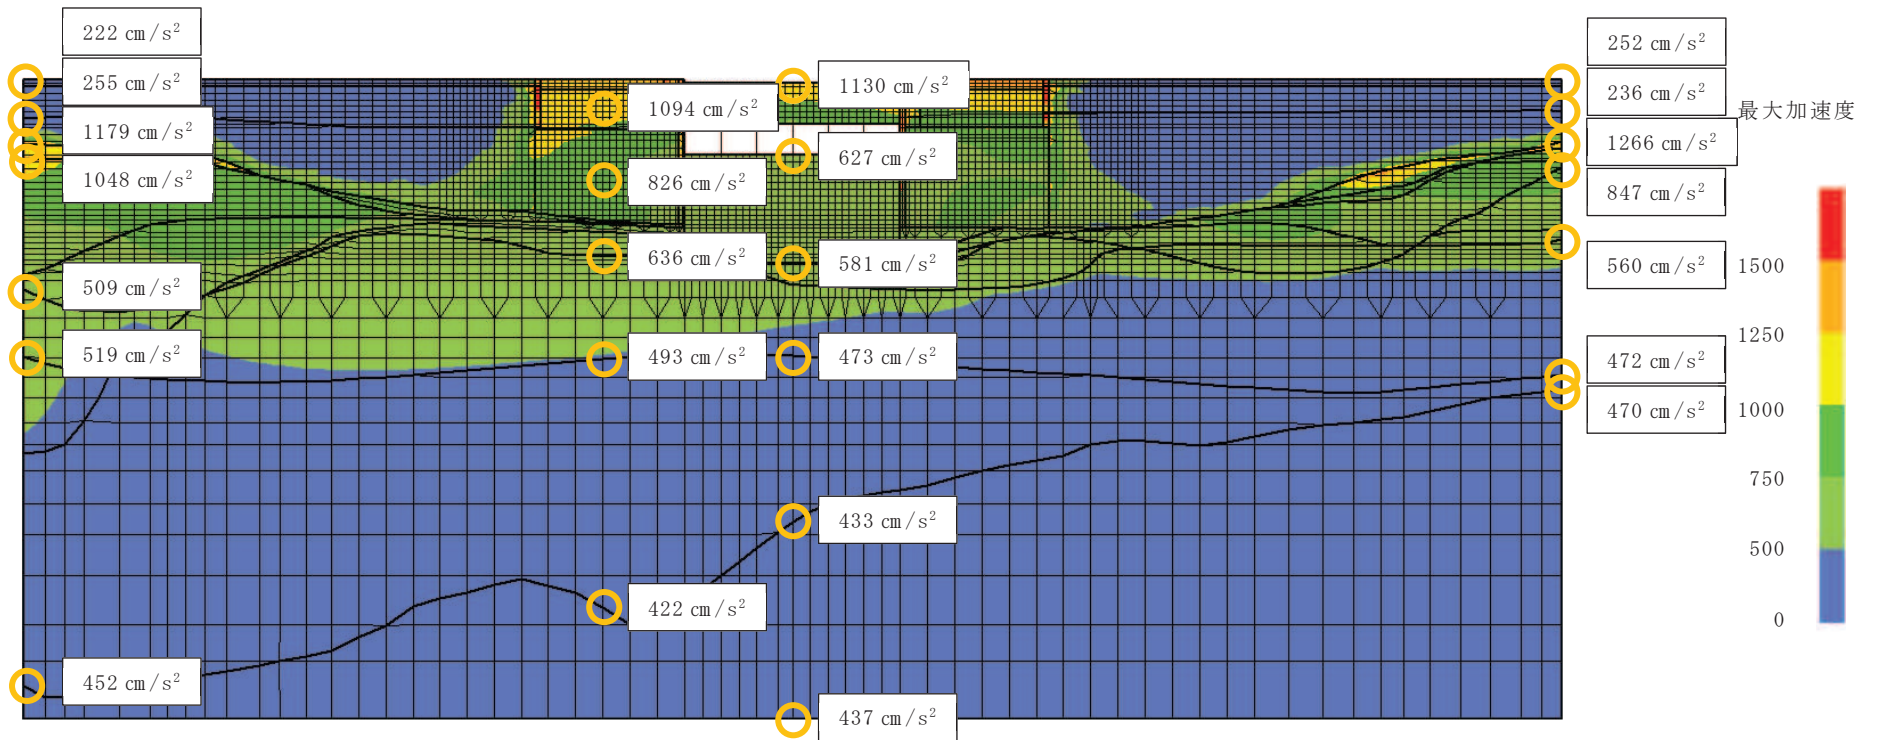 222 cm/s²
255 cm/s²
1179 cm/s²
1048 cm/s²
509 cm/s²
519 cm/s²
452 cm/s²
1094 cm/s²
826 cm/s²
636 cm/s²
493 cm/s²
422 cm/s²
1130 cm/s²
627 cm/s²
581 cm/s²
473 cm/s²
433 cm/s²
437 cm/s²
252 cm/s²
236 cm/s²
1266 cm/s²
847 cm/s²
560 cm/s²
472 cm/s²
470 cm/s²
最大加速度
1500
1250
1000
750
500
0